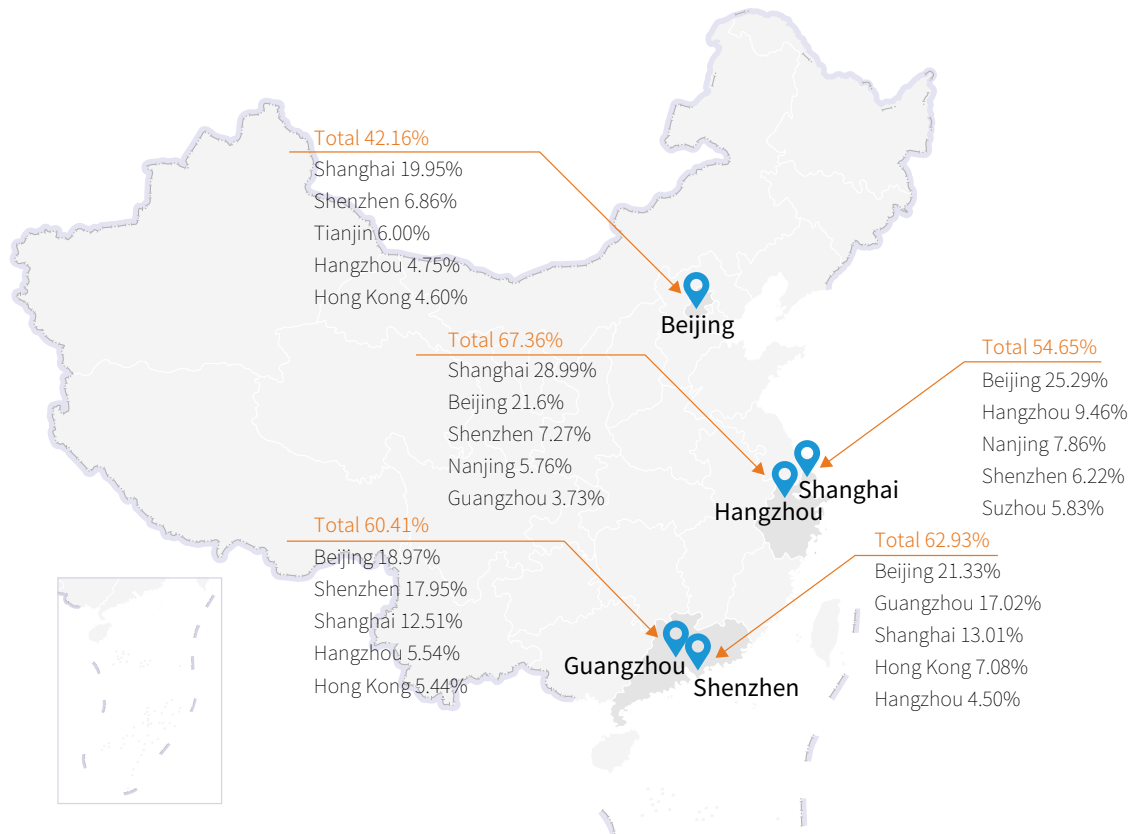 Total 42.16%
Shanghai 19.95%
Shenzhen 6.86%
Tianjin 6.00%
Hangzhou 4.75%
Hong Kong 4.60%
Beijing
Total 67.36%
Shanghai 28.99%
Beijing 21.6%
Shenzhen 7.27%
Nanjing 5.76%
Guangzhou 3.73%
Total 54.65%
Beijing 25.29%
Hangzhou 9.46%
Nanjing 7.86%
Shenzhen 6.22%
Suzhou 5.83%
Shanghai
Hangzhou
Total 60.41%
Beijing 18.97%
Shenzhen 17.95%
Shanghai 12.51%
Hangzhou 5.54%
Hong Kong 5.44%
Total 62.93%
Beijing 21.33%
Guangzhou 17.02%
Shanghai 13.01%
Hong Kong 7.08%
Hangzhou 4.50%
Guangzhou
Shenzhen